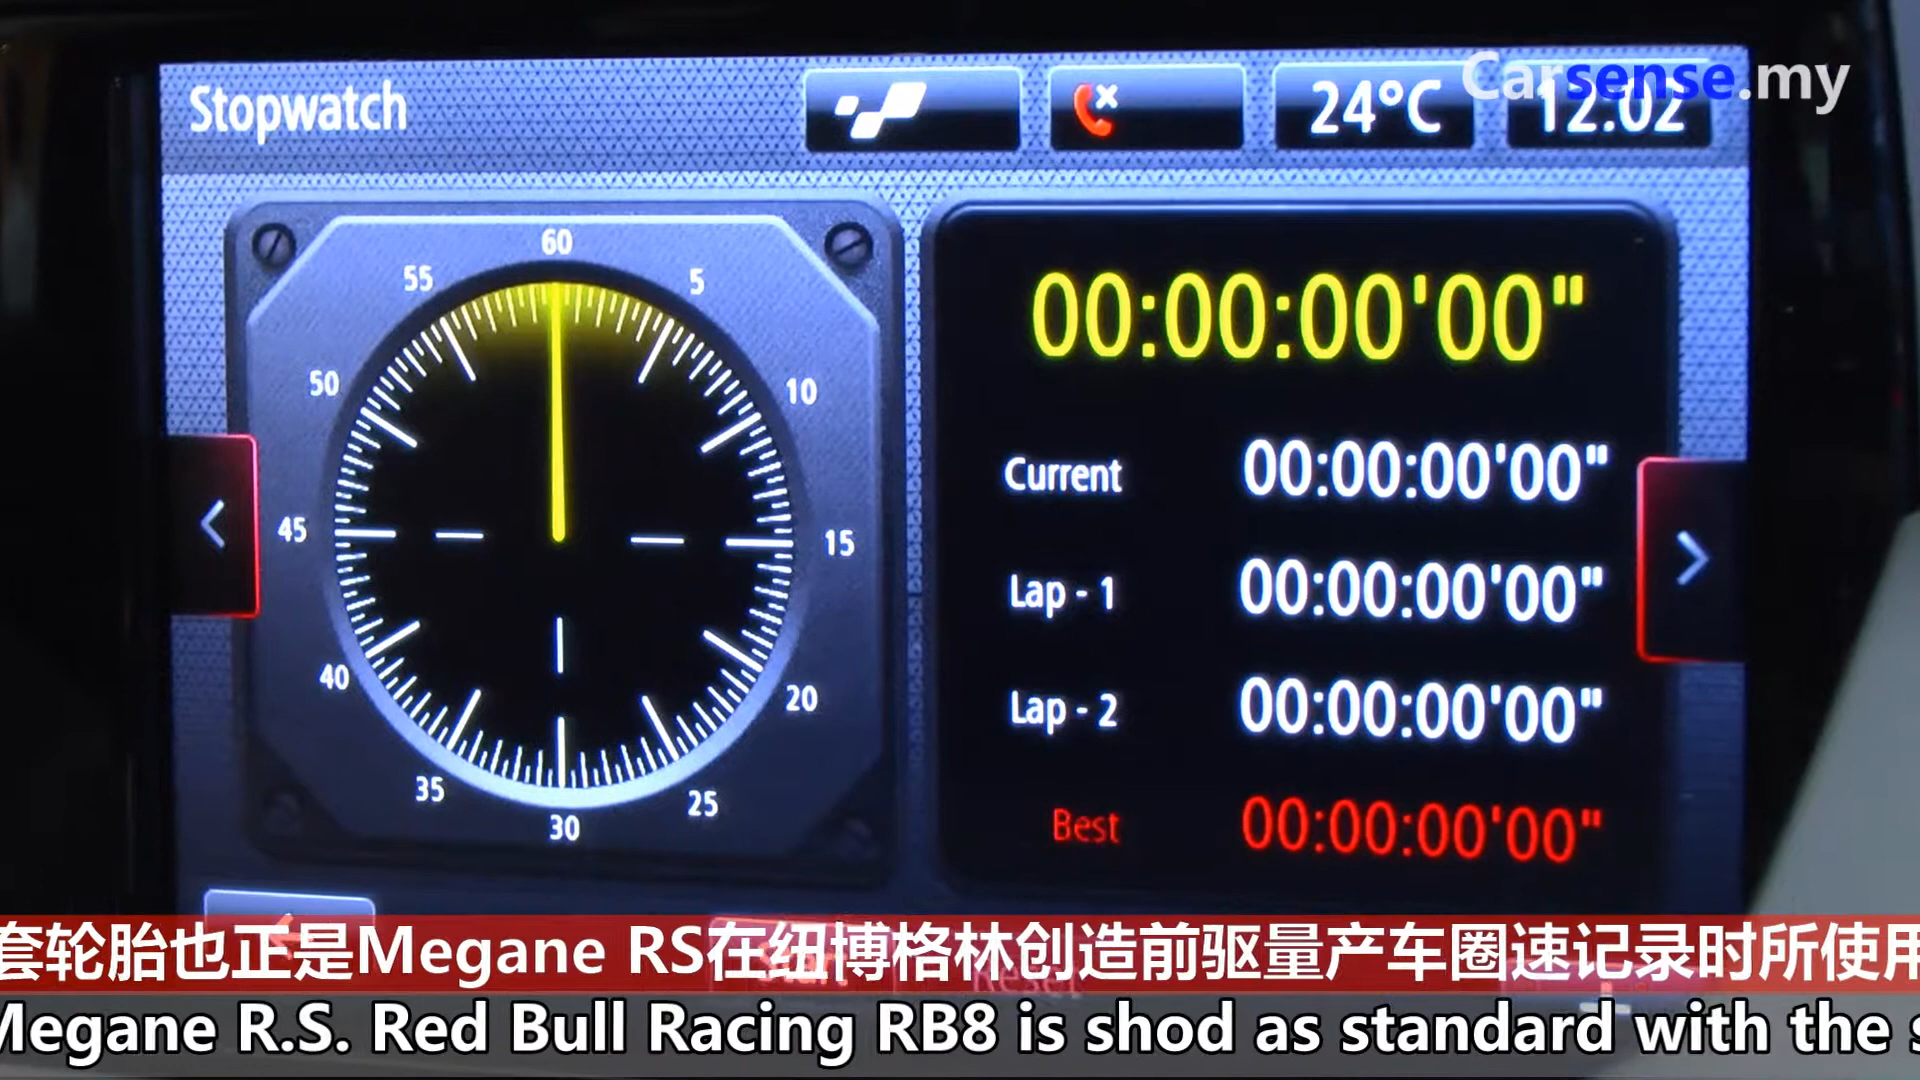 Stopwatch
24°C
12:02
Carsense.my
60
55
5
50
10
45
15
40
20
35
25
30
00:00:00'00"
Current 00:00:00'00"
Lap - 1 00:00:00'00"
Lap - 2 00:00:00'00"
Best 00:00:00'00"
Start
Reset
套轮胎也正是Megane RS在纽博格林创造前驱量产车圈速记录时所使用
Megane R.S. Red Bull Racing RB8 is shod as standard with the s